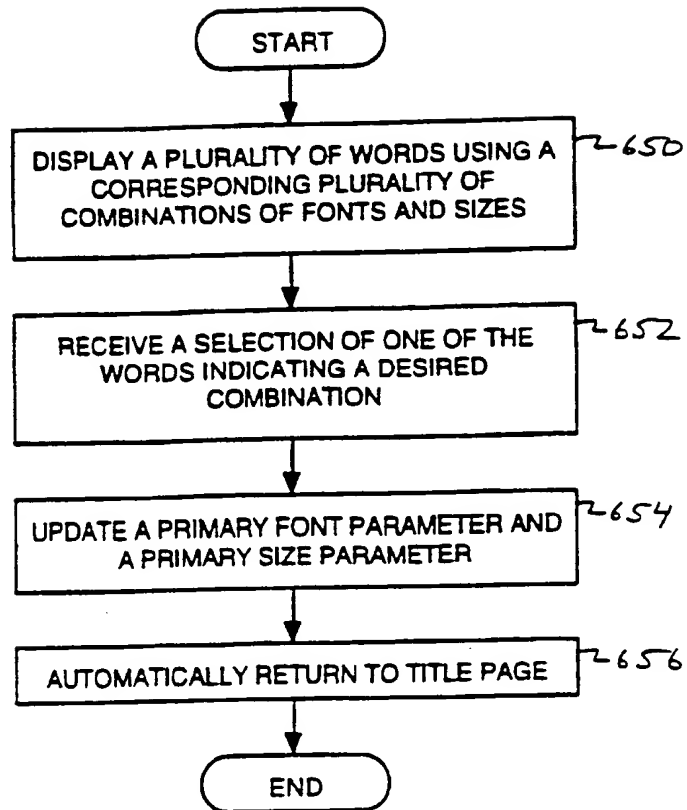 START
DISPLAY A PLURALITY OF WORDS USING A
CORRESPONDING PLURALITY OF
COMBINATIONS OF FONTS AND SIZES
650
RECEIVE A SELECTION OF ONE OF THE
WORDS INDICATING A DESIRED
COMBINATION
652
UPDATE A PRIMARY FONT PARAMETER AND
A PRIMARY SIZE PARAMETER
654
AUTOMATICALLY RETURN TO TITLE PAGE
656
END